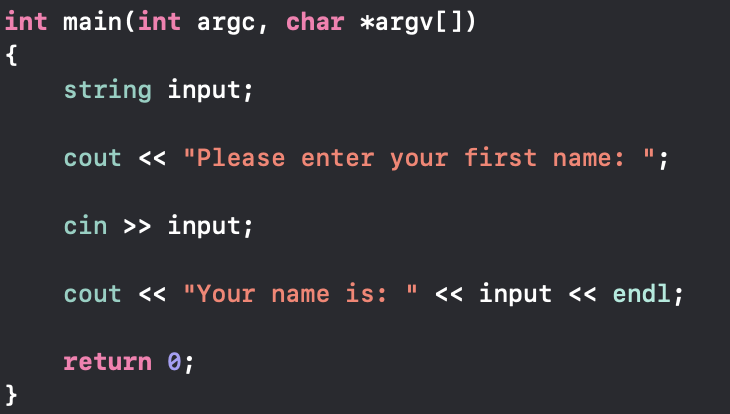 int main(int argc, char *argv[])
{
    string input;
    cout << "Please enter your first name: ";
    cin >> input;
    cout << "Your name is: " << input << endl;
    return 0;
}